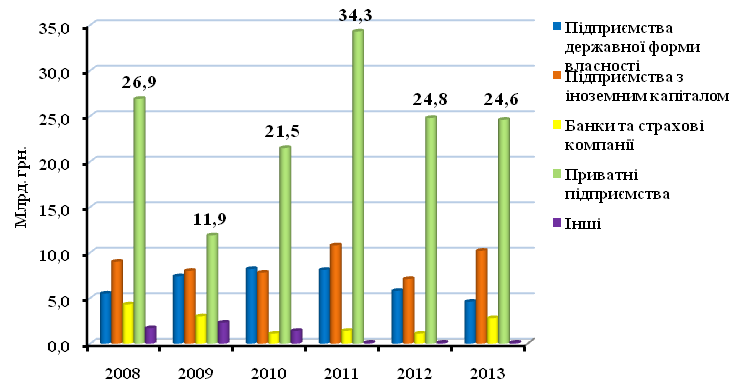 Млрд. грн.
35,0
30,0
25,0
20,0
15,0
10,0
5,0
0,0
26,9
11,9
21,5
34,3
24,8
24,6
2008
2009
2010
2011
2012
2013
Підприємства
державної форми
власності
Підприємства з
іноземним капіталом
Банки та страхові
компанії
Приватні
підприємства
Інші